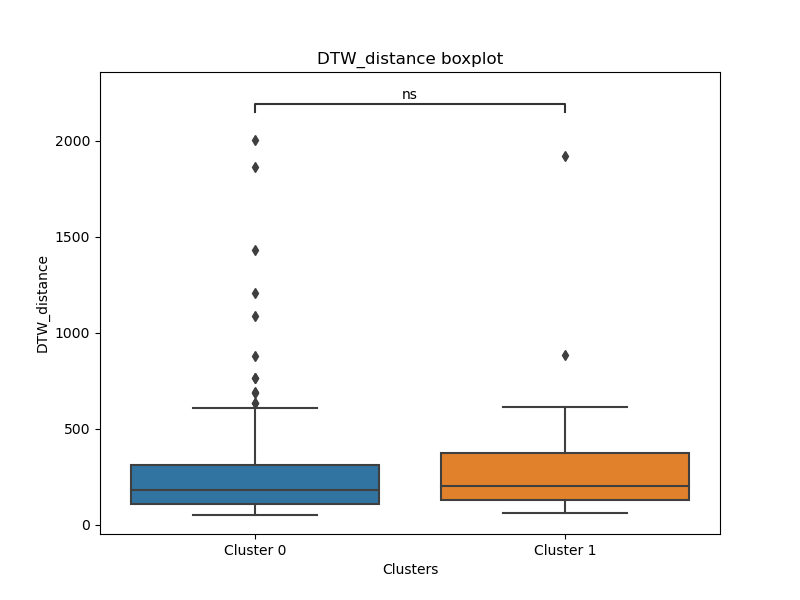 DTW_distance boxplot
ns
2000
1500
1000
500
0
DTW_distance
Cluster 0
Cluster 1
Clusters